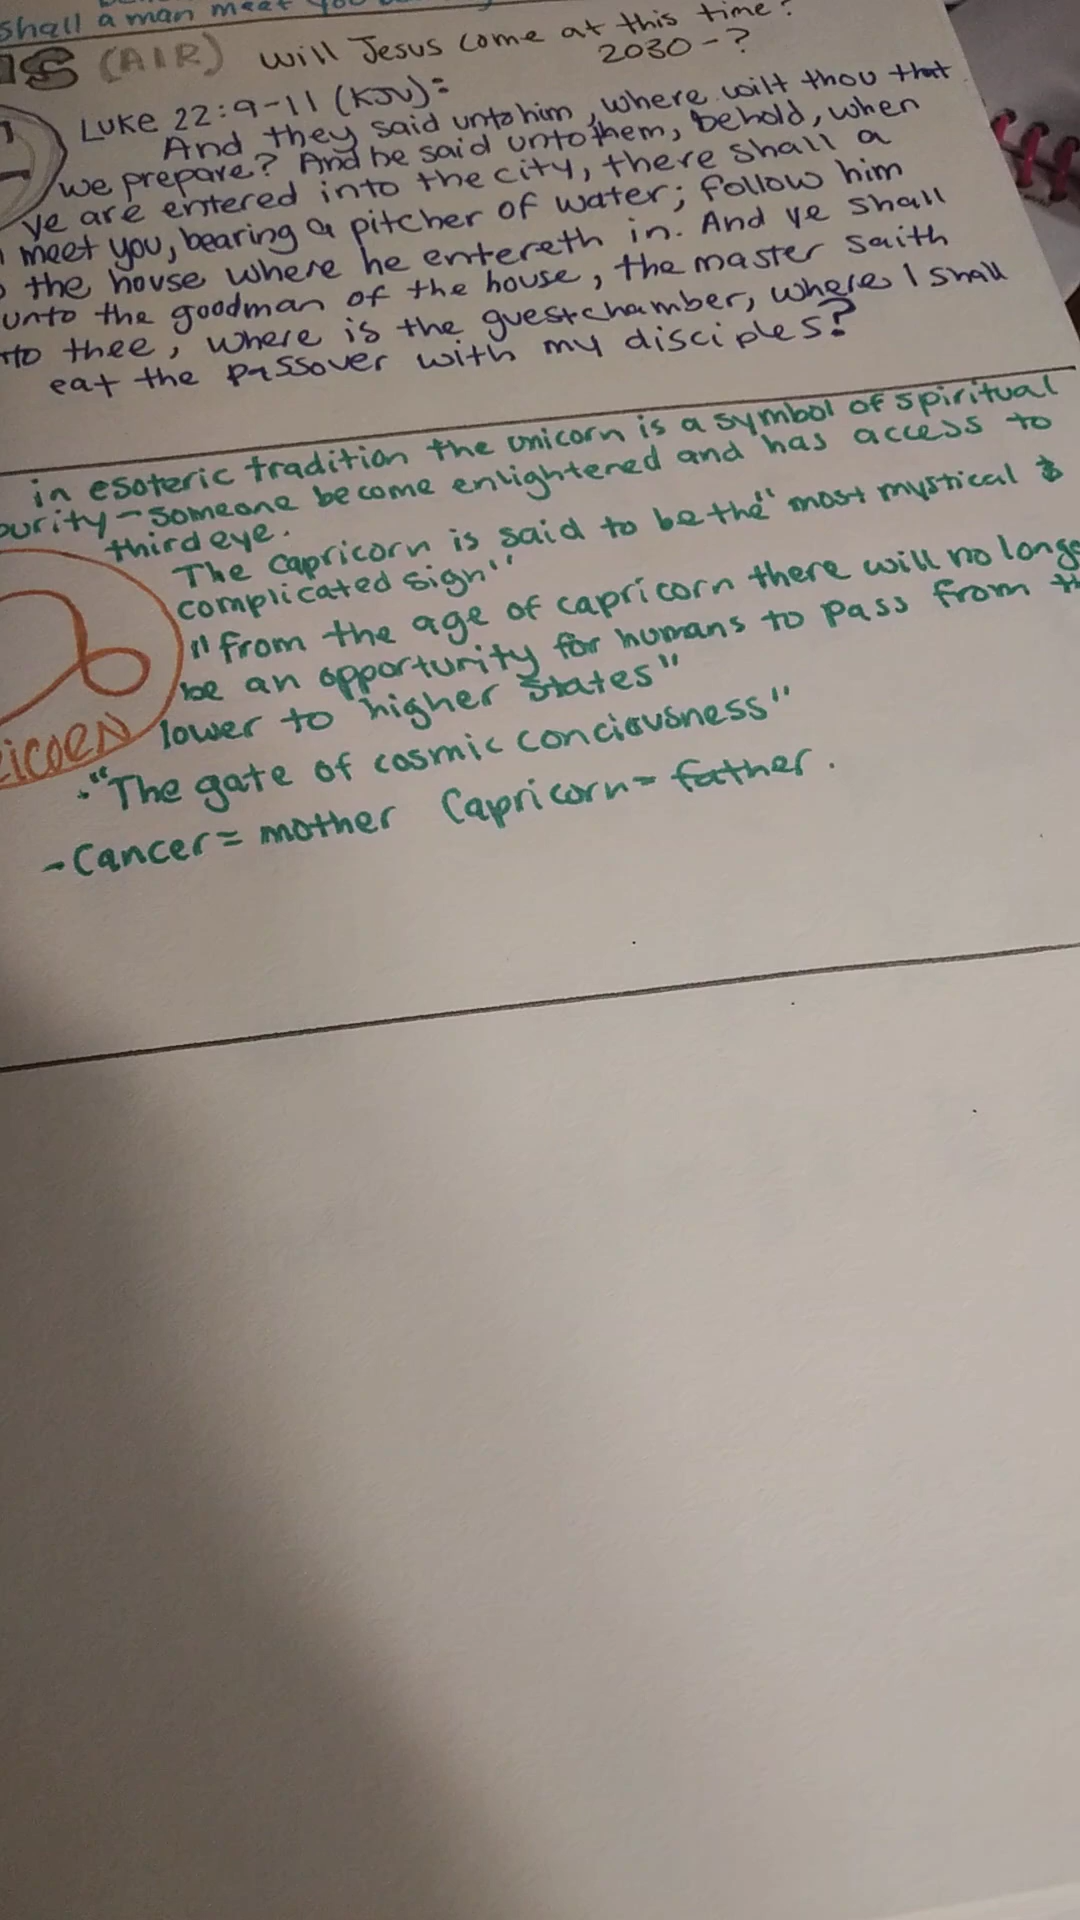 shall a man meet you
(AIR) Will Jesus come at this time?
2030-?
Luke 22:9-11 (KJV):
And they said unto him, where wilt thou that
we prepare? And he said unto them, behold, when
ye are entered into the city, there shall a
meet you, bearing a pitcher of water; follow him
the house where he entereth in. And ye shall
unto the goodman of the house, the master saith
to thee, where is the guestchamber, where I shall
eat the passover with my disciples?
in esoteric tradition the unicorn is a symbol of spiritual
purity-someone become enlightened and has access to
third eye.
The Capricorn is said to be the "most mystical &
complicated sign"
"from the age of capricorn there will no longe
be an opportunity for humans to pass from th
lower to higher states"
"The gate of cosmic conciousness"
-Cancer= mother Capricorn= father.
ricorn